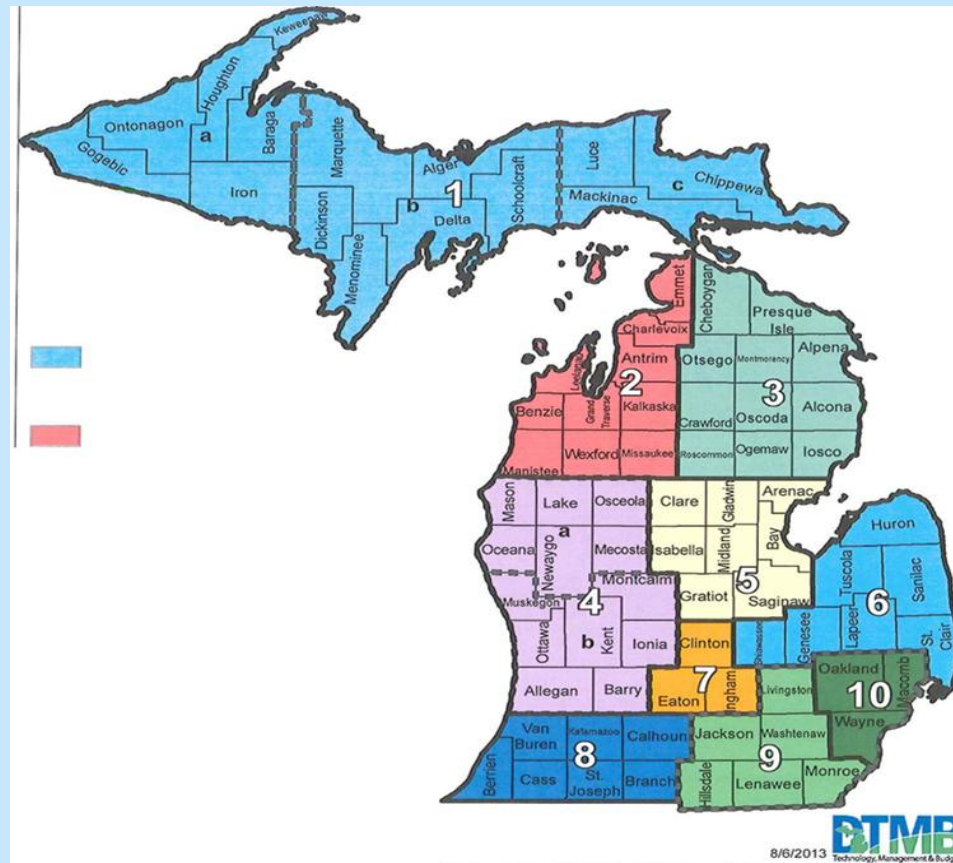 Keweenaw
Houghton
Ontonagon
a
Baraga
Gogebic
Iron
Marquette
Alger
1
b
Delta
Dickinson
Menominee
Schoolcraft
Luce
c
Chippewa
Mackinac
Emmet
Cheboygan
Presque
Isle
Charlevoix
Antrim
Otsego
Montmorency
Alpena
Leelanau
2
3
Benzie
Grand
Traverse
Kalkaska
Crawford
Oscoda
Alcona
Manistee
Wexford
Missaukee
Roscommon
Ogemaw
Iosco
Mason
Lake
Osceola
Clare
Gladwin
Arenac
a
Huron
Oceana
Newaygo
Mecosta
Isabella
Midland
Bay
Montcalm
Tuscola
Sanilac
Muskegon
4
Gratiot
5
Saginaw
6
Ottawa
b
Kent
Ionia
Clinton
Shiawassee
Genesee
Lapeer
St.
Clair
Allegan
Barry
Eaton
7
Ingham
Livingston
Oakland
Macomb
10
Van
Buren
Kalamazoo
Calhoun
Jackson
Washtenaw
Wayne
8
9
Berrien
Cass
St.
Joseph
Branch
Hillsdale
Lenawee
Monroe
8/6/2013
DTMB
Technology, Management & Budg